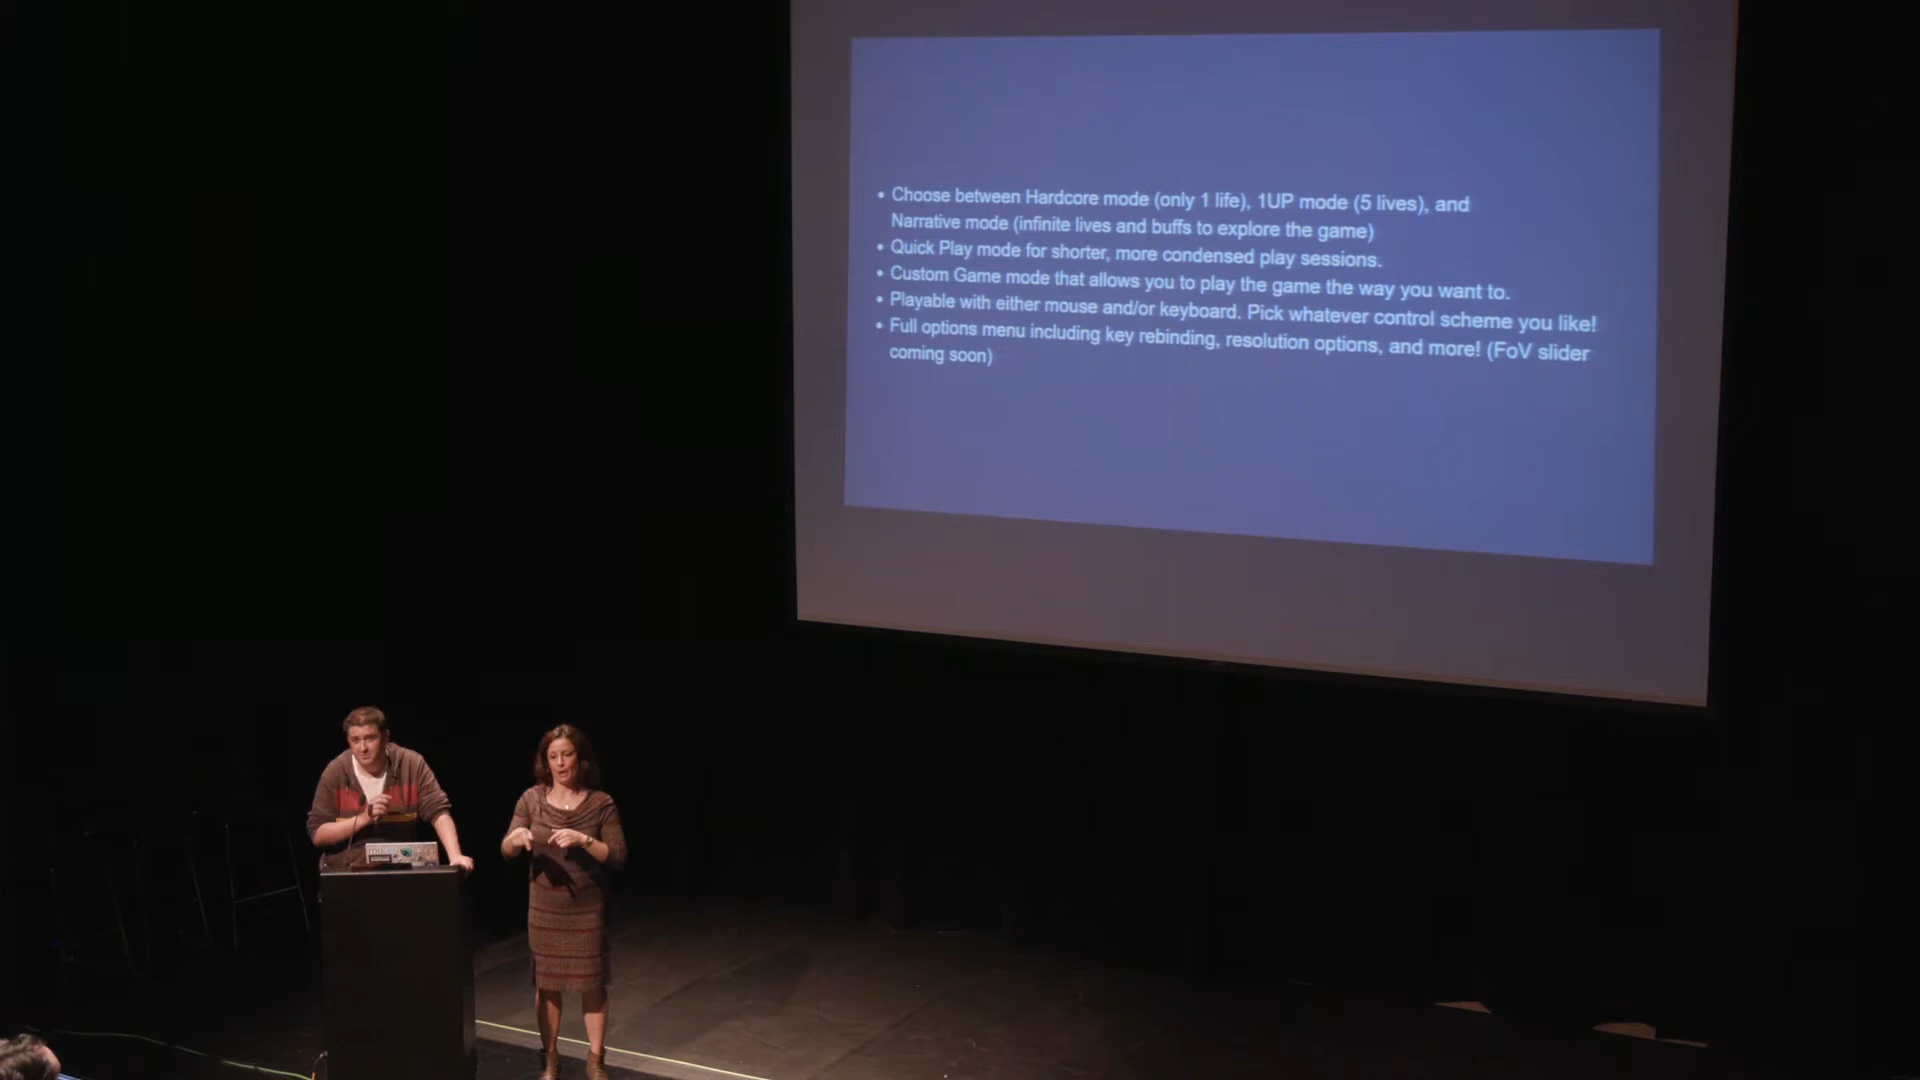 • Choose between Hardcore mode (only 1 life), 1UP mode (5 lives), and
Narrative mode (infinite lives and buffs to explore the game)
• Quick Play mode for shorter, more condensed play sessions.
• Custom Game mode that allows you to play the game the way you want to.
• Playable with either mouse and/or keyboard. Pick whatever control scheme you like!
• Full options menu including key rebinding, resolution options, and more! (FoV slider
coming soon)